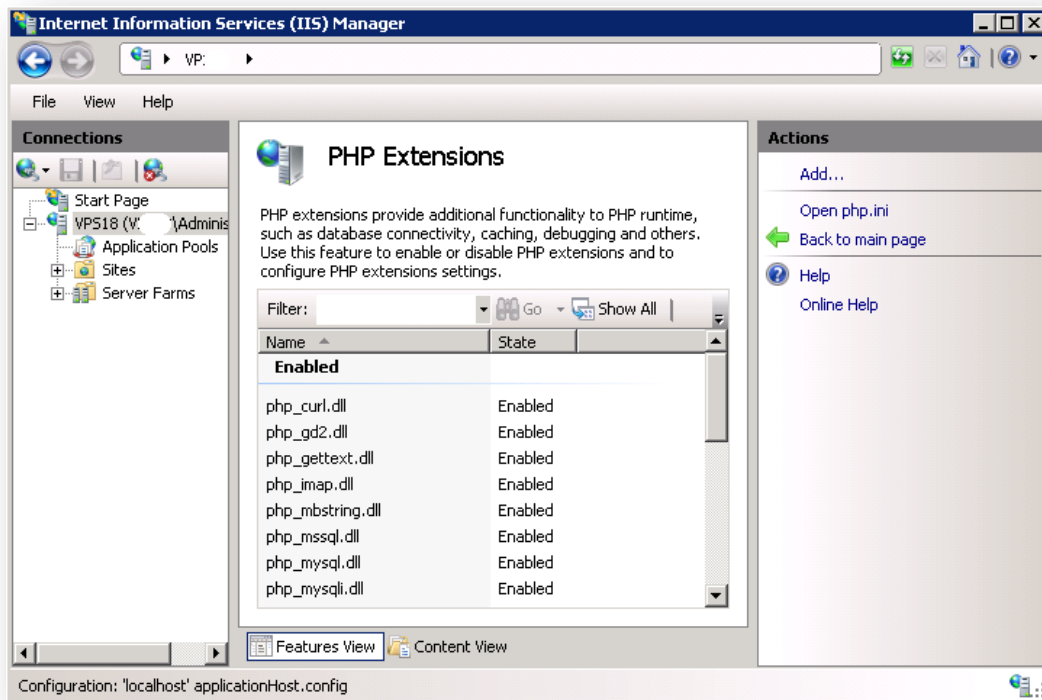 Internet Information Services (IIS) Manager
VP:
File View Help
Connections
Start Page
VPS18 (V \Adminis
Application Pools
Sites
Server Farms
PHP Extensions
PHP extensions provide additional functionality to PHP runtime,
such as database connectivity, caching, debugging and others.
Use this feature to enable or disable PHP extensions and to
configure PHP extensions settings.
Filter: Go Show All
Name State
Enabled
php_curl.dll Enabled
php_gd2.dll Enabled
php_gettext.dll Enabled
php_imap.dll Enabled
php_mbstring.dll Enabled
php_mssql.dll Enabled
php_mysql.dll Enabled
php_mysqli.dll Enabled
Features View Content View
Actions
Add...
Open php.ini
Back to main page
Help
Online Help
Configuration: 'localhost' applicationHost.config